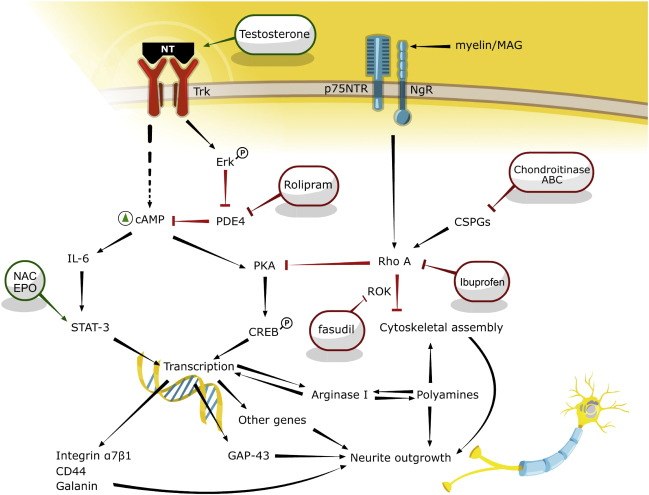 NT
Testosterone
myelin/MAG
Trk
p75NTR
NgR
Erk
P
Rolipram
Chondroitinase
ABC
cAMP
PDE4
CSPGs
IL-6
PKA
Rho A
NAC
EPO
Ibuprofen
ROK
STAT-3
CREB
P
fasudil
Cytoskeletal assembly
Transcription
Arginase I
Polyamines
Other genes
Integrin α7β1
CD44
Galanin
GAP-43
Neurite outgrowth